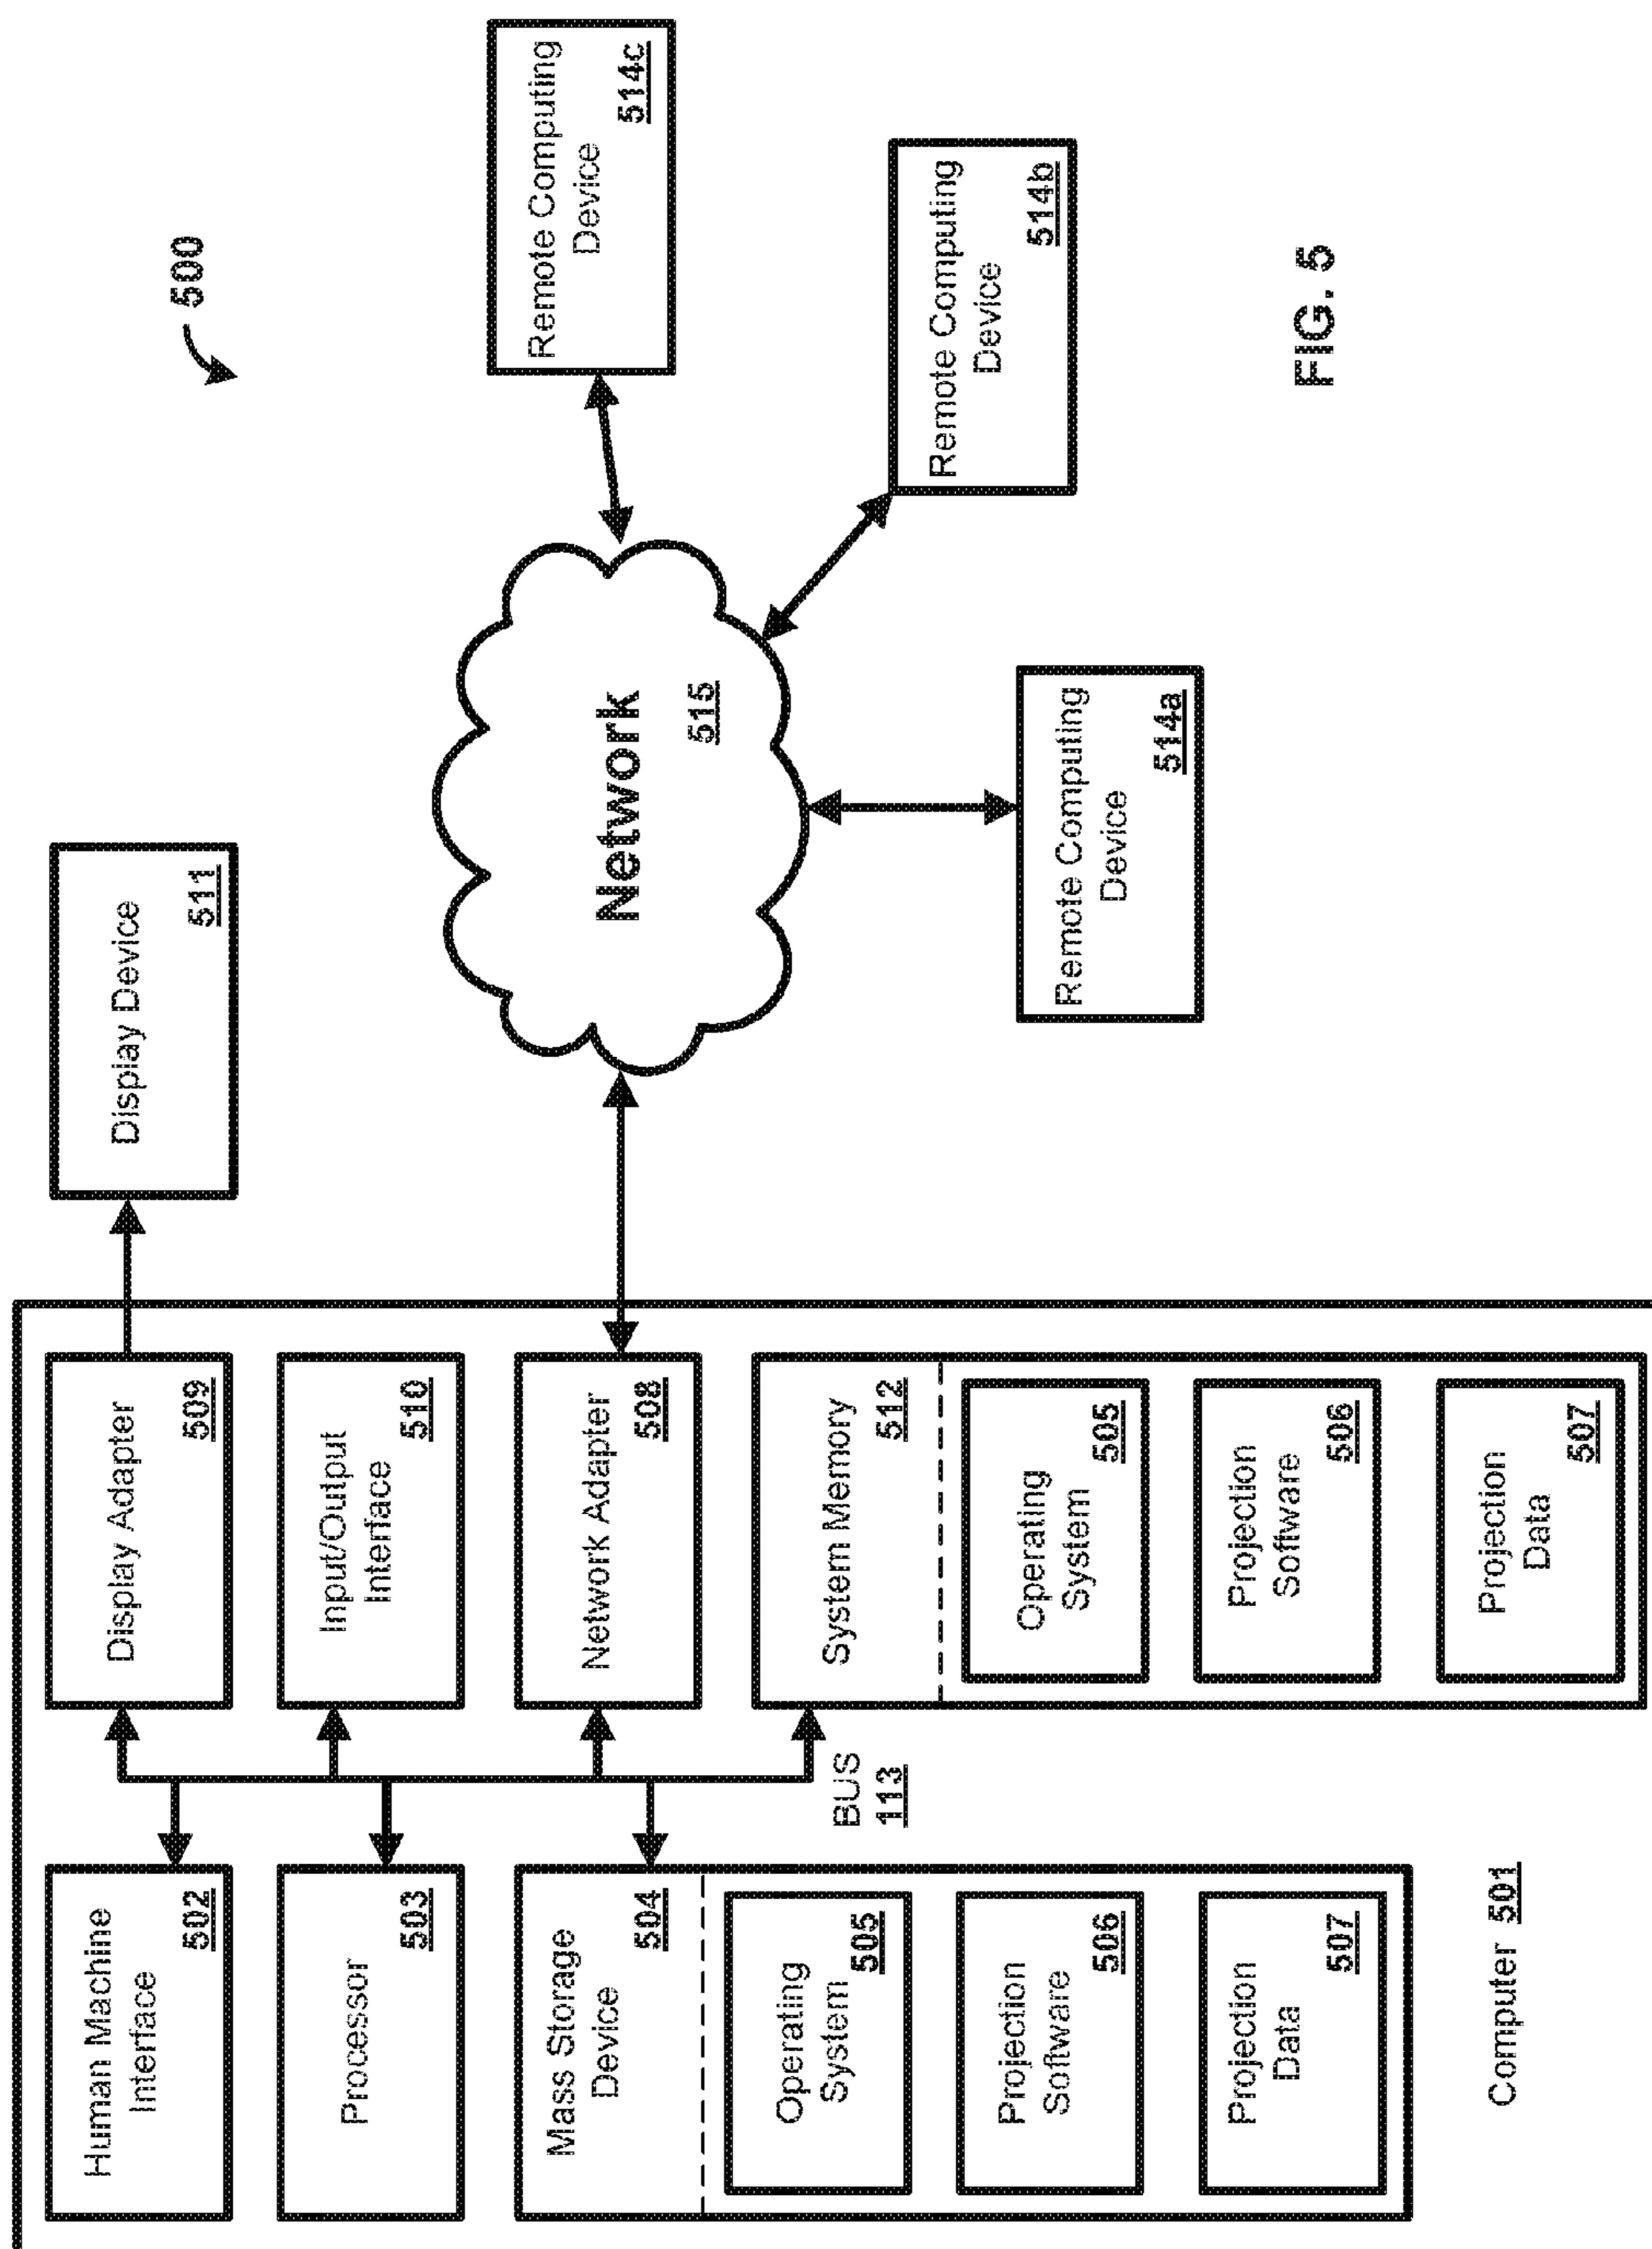 500
Human Machine
Interface
502
Processor
503
Mass Storage
Device
504
Operating
System
505
Projection
Software
506
Projection
Data
507
Computer 501
BUS
113
Display Adapter
509
Input/Output
Interface
510
Network Adapter
508
System Memory
512
Operating
System
505
Projection
Software
506
Projection
Data
507
Display Device
511
Network
515
Remote Computing
Device
514a
Remote Computing
Device
514b
Remote Computing
Device
514c
FIG. 5